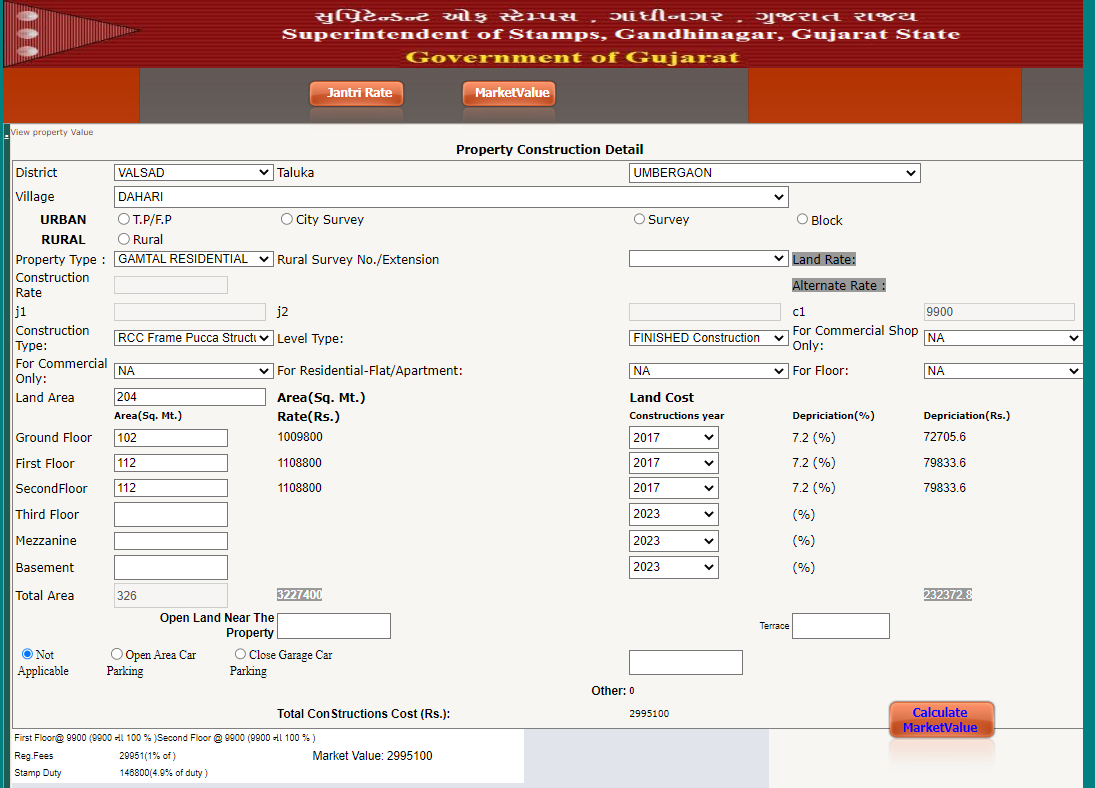 સુપ્રિટેન્ડેન્ટ ઓફ સ્ટેમ્પસ , ગાંધીનગર , ગુજરાત રાજ્ય
Superintendent of Stamps, Gandhinagar, Gujarat State
Government of Gujarat
Jantri Rate MarketValue
View property Value
Property Construction Detail
District VALSAD Taluka UMBERGAON
Village DAHARI
URBAN T.P/F.P City Survey Survey Block
RURAL Rural
Property Type : GAMTAL RESIDENTIAL Rural Survey No./Extension Land Rate:
Construction Rate Alternate Rate :
j1 j2 c1 9900
Construction Type: RCC Frame Pucca Struct Level Type: FINISHED Construction For Commercial Shop Only: NA
For Commercial Only: NA For Residential-Flat/Apartment: NA For Floor: NA
Land Area 204 Area(Sq. Mt.) Land Cost
Area(Sq. Mt.) Rate(Rs.) Constructions year Depriciation(%) Depriciation(Rs.)
Ground Floor 102 1009800 2017 7.2 (%) 72705.6
First Floor 112 1108800 2017 7.2 (%) 79833.6
SecondFloor 112 1108800 2017 7.2 (%) 79833.6
Third Floor 2023 (%)
Mezzanine 2023 (%)
Basement 2023 (%)
Total Area 326 3227400 232372.8
Open Land Near The Property Terrace
Not Applicable Open Area Car Parking Close Garage Car Parking
Other: 0
Total ConStructions Cost (Rs.): 2995100
Calculate MarketValue
First Floor@ 9900 (9900 ના 100 % )Second Floor @ 9900 (9900 ના 100 % )
Reg.Fees 29951(1% of ) Market Value: 2995100
Stamp Duty 146800(4.9% of duty )